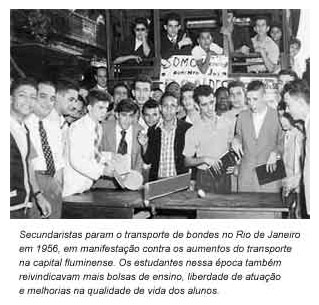 SOMO
AUMENTO
Secundaristas param o transporte de bondes no Rio de Janeiro
em 1956, em manifestação contra os aumentos do transporte
na capital fluminense. Os estudantes nessa época também
reivindicavam mais bolsas de ensino, liberdade de atuação
e melhorias na qualidade de vida dos alunos.